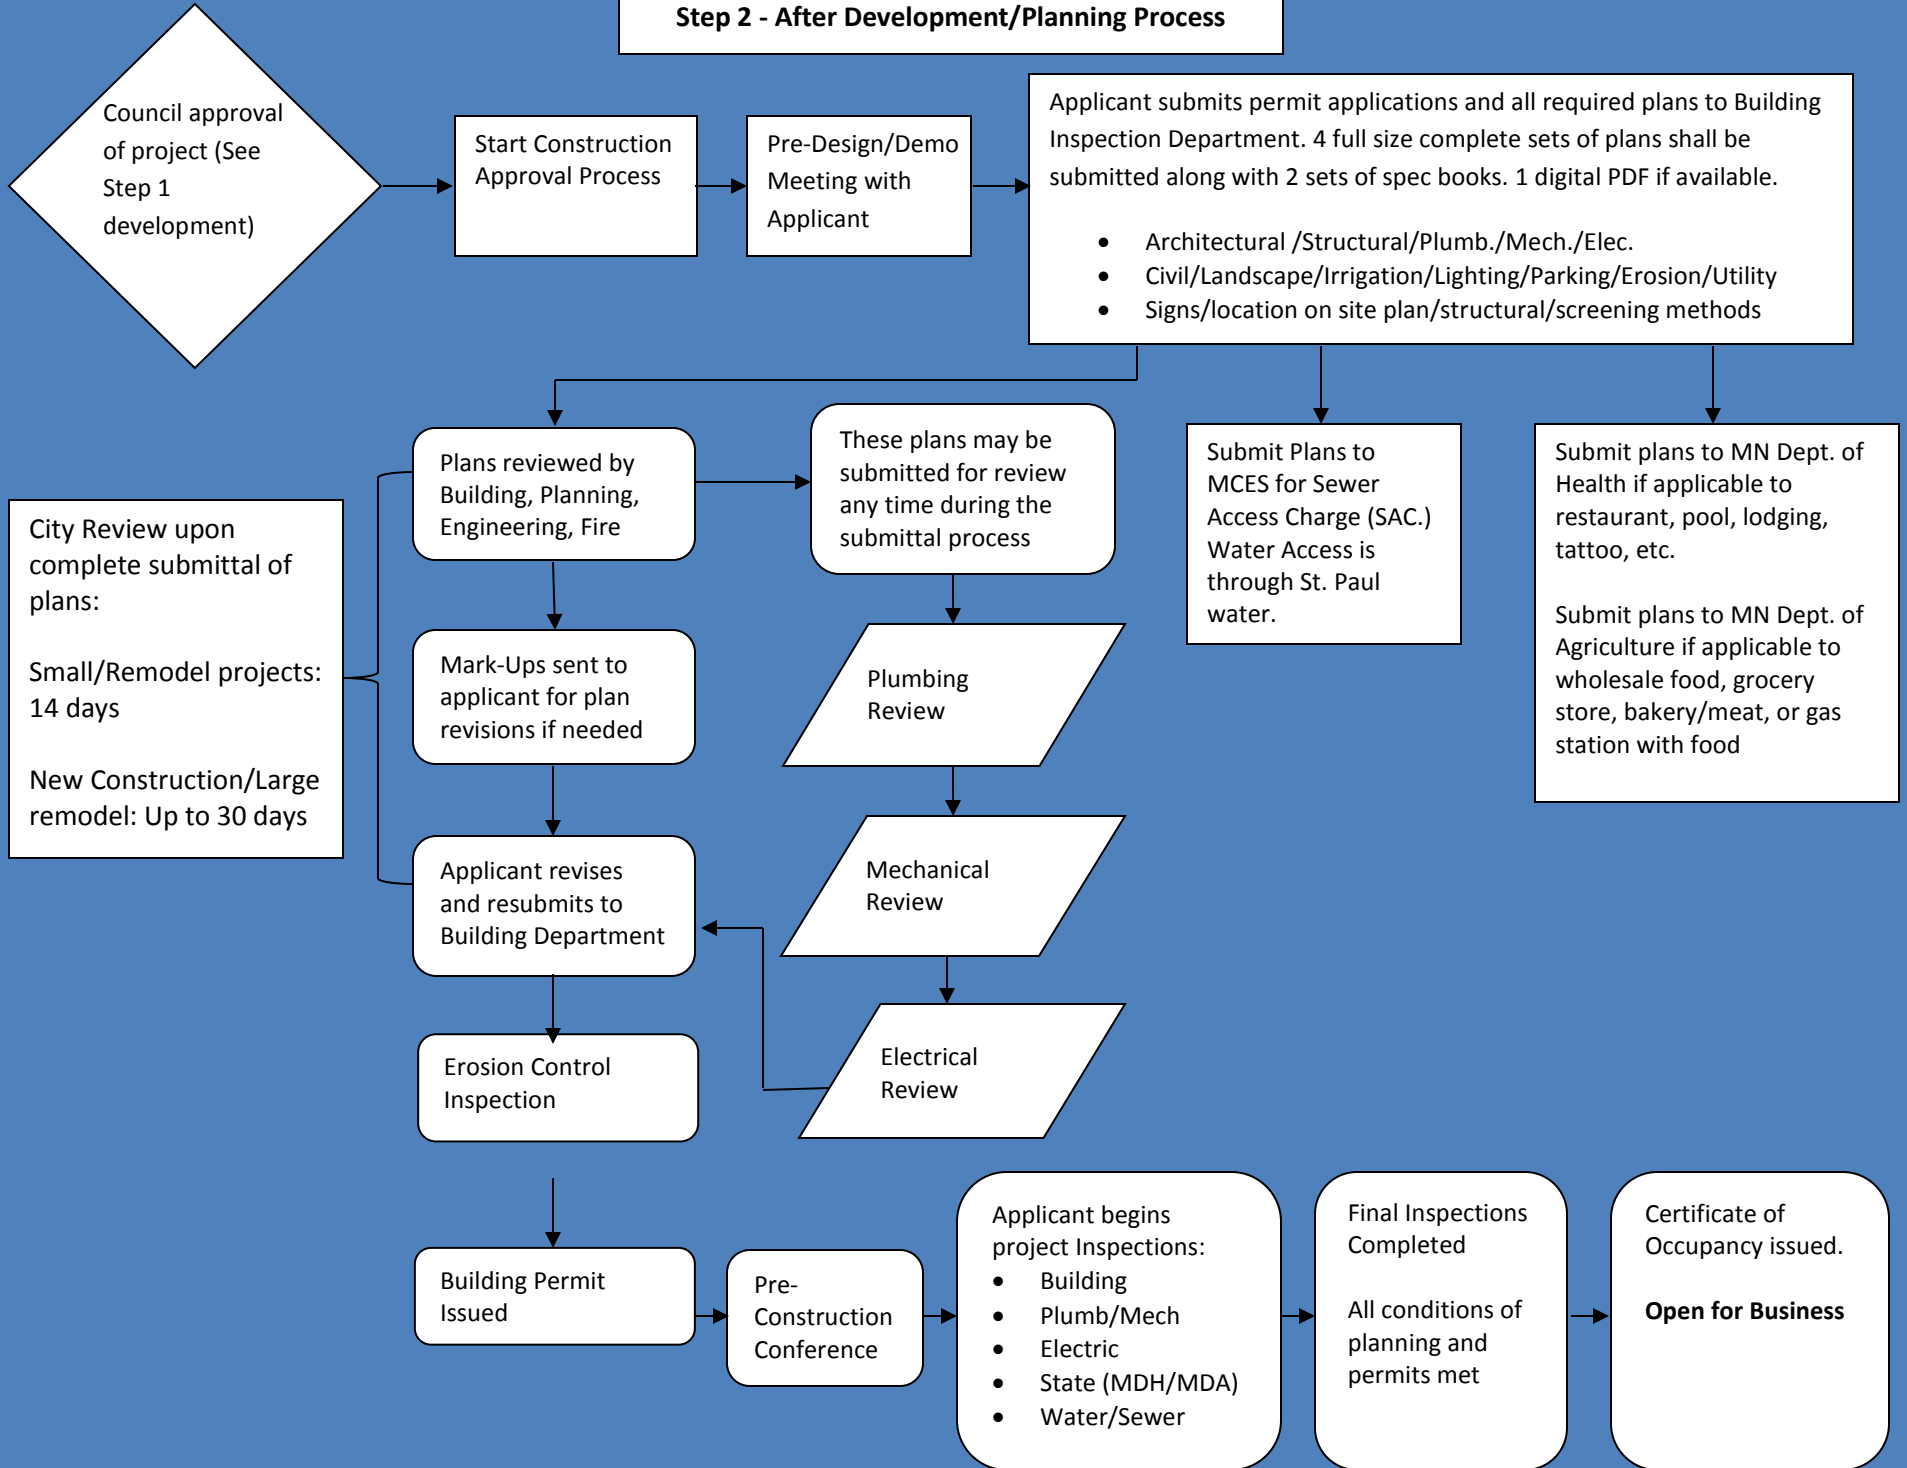 Step 2 - After Development/Planning Process
Council approval
of project (See
Step 1
development)
Start Construction
Approval Process
Pre-Design/Demo
Meeting with
Applicant
Applicant submits permit applications and all required plans to Building
Inspection Department. 4 full size complete sets of plans shall be
submitted along with 2 sets of spec books. 1 digital PDF if available.
• Architectural /Structural/Plumb./Mech./Elec.
• Civil/Landscape/Irrigation/Lighting/Parking/Erosion/Utility
• Signs/location on site plan/structural/screening methods
City Review upon
complete submittal of
plans:
Small/Remodel projects:
14 days
New Construction/Large
remodel: Up to 30 days
Plans reviewed by
Building, Planning,
Engineering, Fire
These plans may be
submitted for review
any time during the
submittal process
Submit Plans to
MCES for Sewer
Access Charge (SAC.)
Water Access is
through St. Paul
water.
Submit plans to MN Dept. of
Health if applicable to
restaurant, pool, lodging,
tattoo, etc.
Submit plans to MN Dept. of
Agriculture if applicable to
wholesale food, grocery
store, bakery/meat, or gas
station with food
Mark-Ups sent to
applicant for plan
revisions if needed
Plumbing
Review
Applicant revises
and resubmits to
Building Department
Mechanical
Review
Erosion Control
Inspection
Electrical
Review
Building Permit
Issued
Pre-
Construction
Conference
Applicant begins
project Inspections:
• Building
• Plumb/Mech
• Electric
• State (MDH/MDA)
• Water/Sewer
Final Inspections
Completed
All conditions of
planning and
permits met
Certificate of
Occupancy issued.
Open for Business